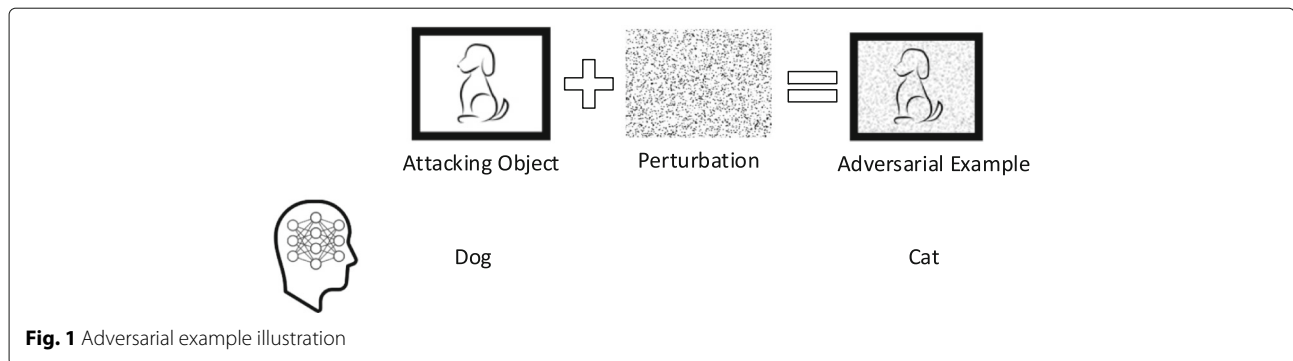 Attacking Object
Perturbation
Adversarial Example
Dog
Cat
Fig. 1 Adversarial example illustration